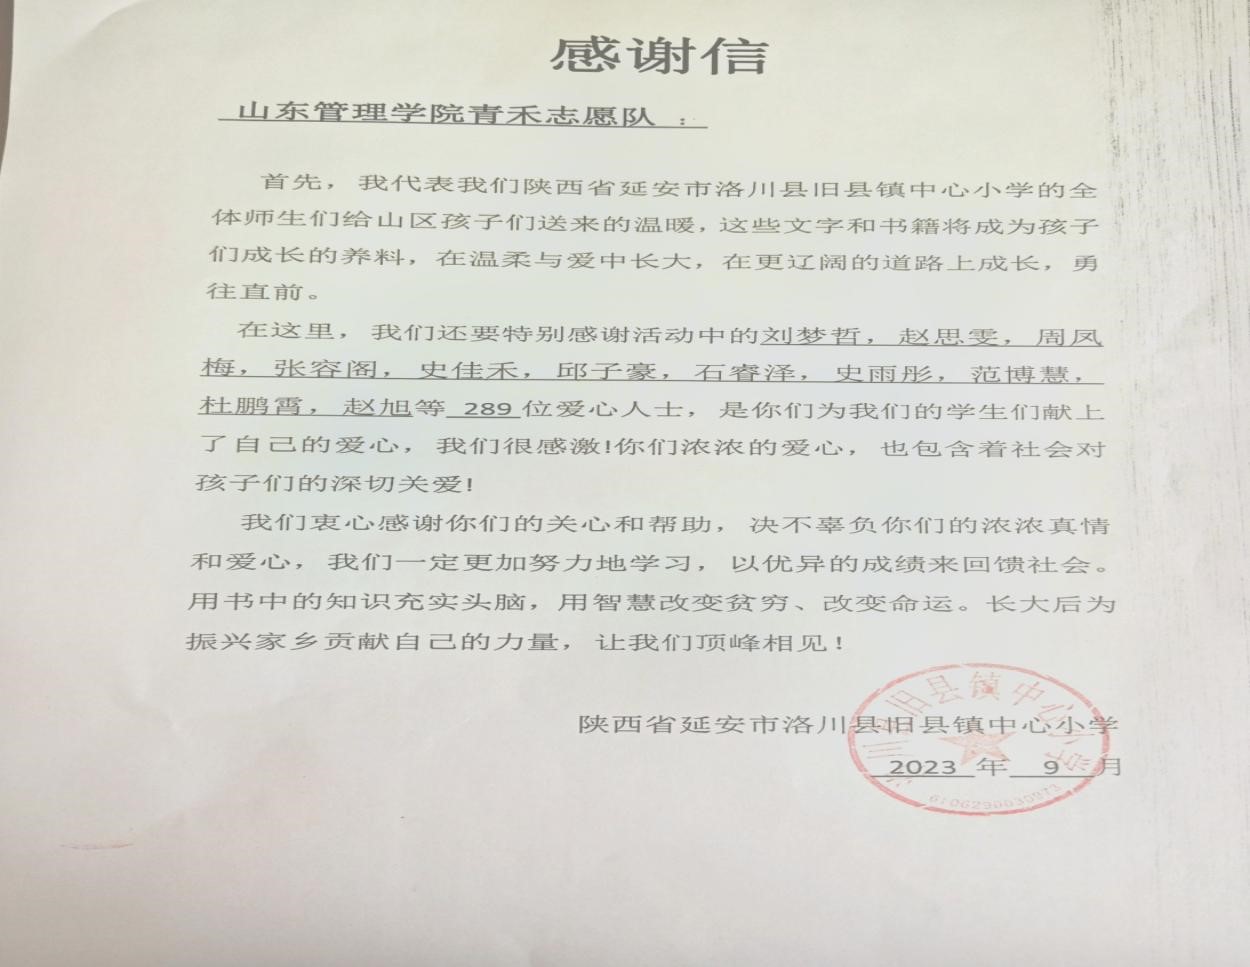 感谢信
山东管理学院青禾志愿队 ：
首先，我代表我们陕西省延安市洛川县旧县镇中心小学的全
体师生们给山区孩子们送来的温暖，这些文字和书籍将成为孩子
们成长的养料，在温柔与爱中长大，在更辽阔的道路上成长，勇
往直前。
在这里，我们还要特别感谢活动中的刘梦哲，赵思雯，周凤
梅，张容阁，史佳禾，邱子豪，石睿泽，史雨彤，范博慧，
杜鹏霄，赵旭等 289 位爱心人士，是你们为我们的学生们献上
了自己的爱心，我们很感激!你们浓浓的爱心，也包含着社会对
孩子们的深切关爱!
我们衷心感谢你们的关心和帮助，决不辜负你们的浓浓真情
和爱心，我们一定更加努力地学习，以优异的成绩来回馈社会。
用书中的知识充实头脑，用智慧改变贫穷、改变命运。长大后为
振兴家乡贡献自己的力量，让我们顶峰相见！
陕西省延安市洛川县旧县镇中心小学
2023 年 9 月
洛川县旧县镇中心小学